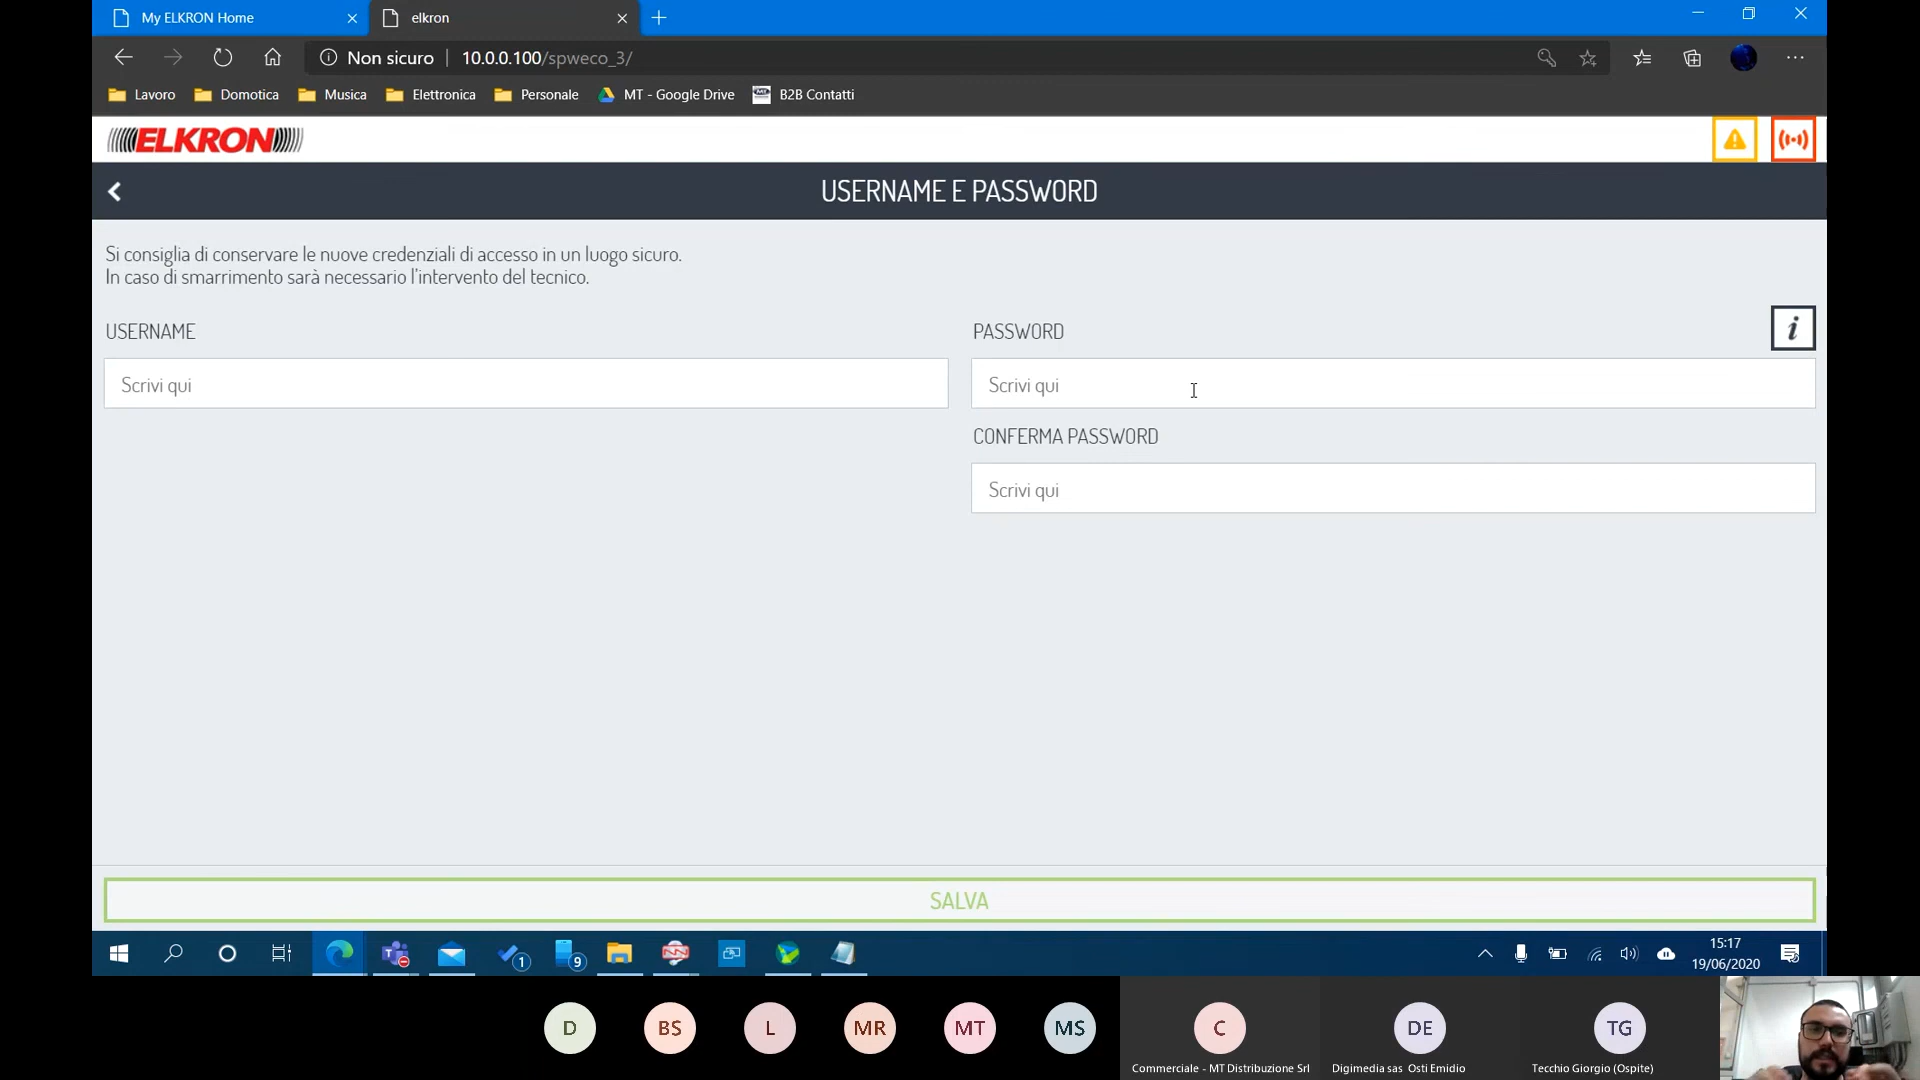 My ELKRON Home
elkron
Non sicuro
10.0.0.100/spweco_3/
Lavoro
Domotica
Musica
Elettronica
Personale
MT - Google Drive
B2B Contatti
ELKRON
USERNAME E PASSWORD
Si consiglia di conservare le nuove credenziali di accesso in un luogo sicuro.
In caso di smarrimento sarà necessario l'intervento del tecnico.
USERNAME
PASSWORD
i
Scrivi qui
Scrivi qui
CONFERMA PASSWORD
Scrivi qui
SALVA
1
9
15:17
19/06/2020
D
BS
L
MR
MT
MS
C
DE
TG
Commerciale - MT Distribuzione Srl
Digimedia sas Osti Emidio
Tecchio Giorgio (Ospite)